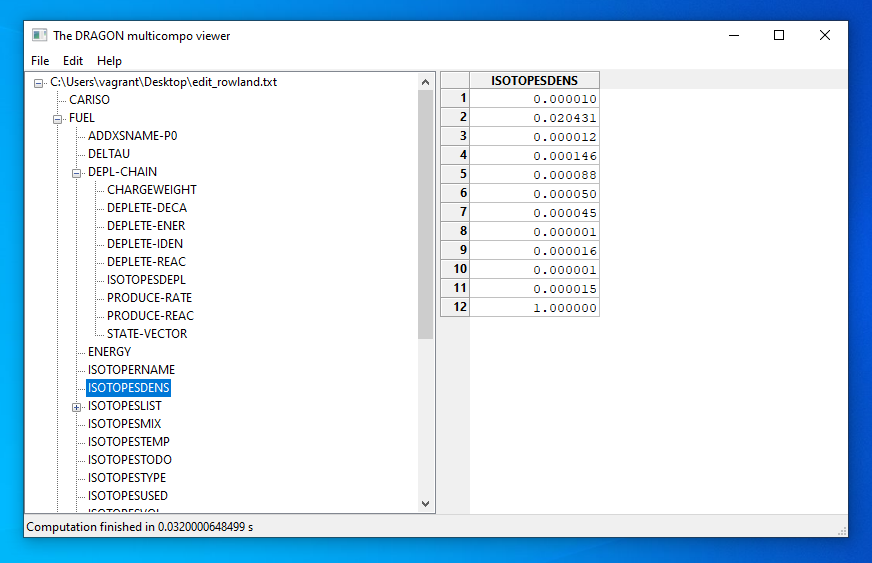 The DRAGON multicompo viewer
File Edit Help
C:\Users\vagrant\Desktop\edit_rowland.txt
CARISO
FUEL
ADDXSNAME-P0
DELTAU
DEPL-CHAIN
CHARGEWEIGHT
DEPLETE-DECA
DEPLETE-ENER
DEPLETE-IDEN
DEPLETE-REAC
ISOTOPESDEPL
PRODUCE-RATE
PRODUCE-REAC
STATE-VECTOR
ENERGY
ISOTOPERNAME
ISOTOPESDENS
ISOTOPESLIST
ISOTOPESMIX
ISOTOPESTEMP
ISOTOPESTODO
ISOTOPESTYPE
ISOTOPESUSED
ISOTOPESVOL
ISOTOPESDENS
1 0.000010
2 0.020431
3 0.000012
4 0.000146
5 0.000088
6 0.000050
7 0.000045
8 0.000001
9 0.000016
10 0.000001
11 0.000015
12 1.000000
Computation finished in 0.0320000648499 s